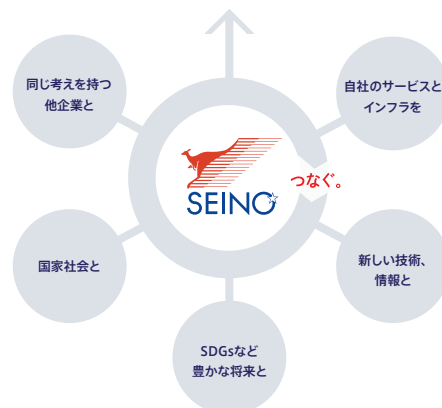 同じ考えを持つ
他企業と
自社のサービスと
インフラを
SEINO
つなぐ。
国家社会と
新しい技術、
情報と
SDGsなど
豊かな将来と